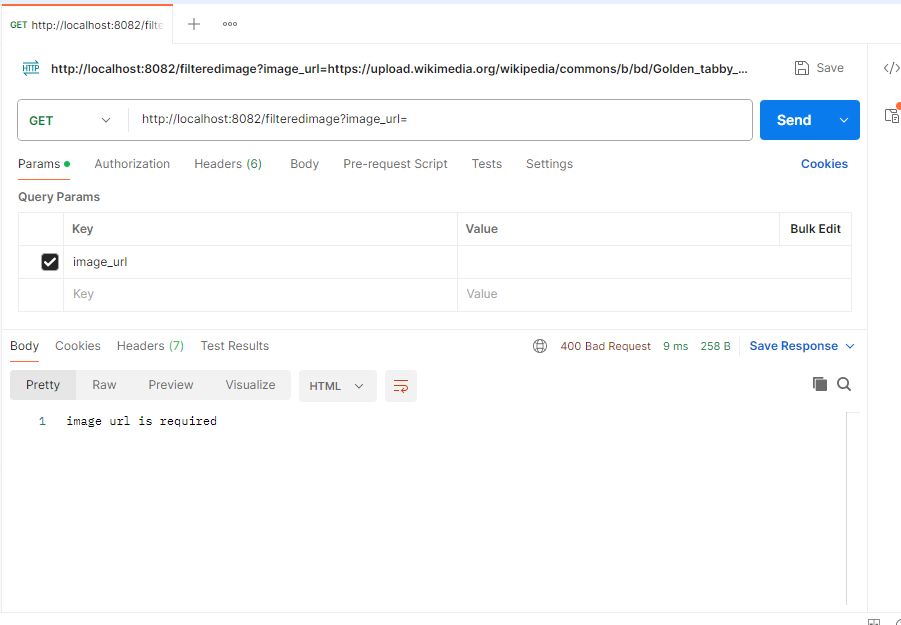 GET http://localhost:8082/filte
HTTP http://localhost:8082/filteredimage?image_url=https://upload.wikimedia.org/wikipedia/commons/b/bd/Golden_tabby_... Save
GET http://localhost:8082/filteredimage?image_url= Send
Params Authorization Headers (6) Body Pre-request Script Tests Settings Cookies
Query Params
Key Value Bulk Edit
image_url
Key Value
Body Cookies Headers (7) Test Results 400 Bad Request 9 ms 258 B Save Response
Pretty Raw Preview Visualize HTML
1 image url is required